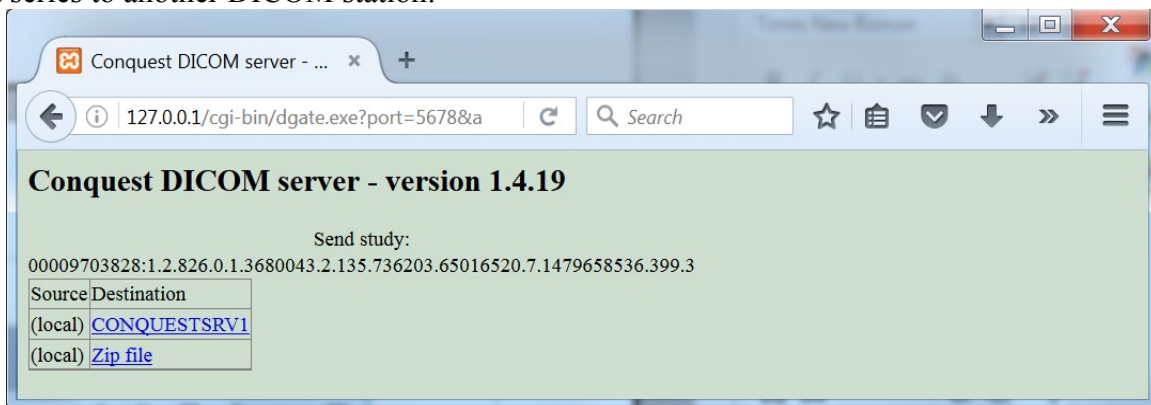 series to another DICOM station.
Conquest DICOM server - ... × +
127.0.0.1/cgi-bin/dgate.exe?port=5678&a
Search
Conquest DICOM server - version 1.4.19
Send study:
00009703828:1.2.826.0.1.3680043.2.135.736203.65016520.7.1479658536.399.3
Source Destination
(local) CONQUESTSRV1
(local) Zip file